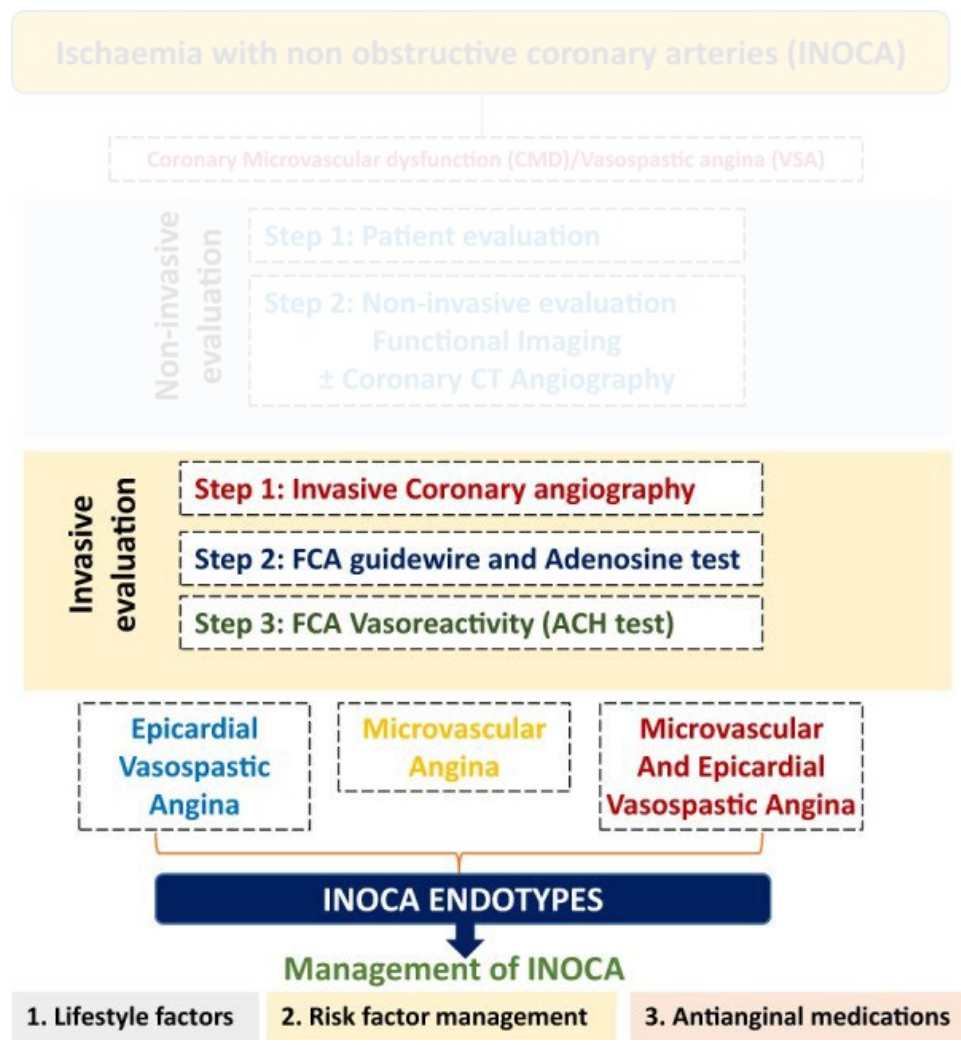 Ischaemia with non obstructive coronary arteries (INOCA)
Coronary Microvascular dysfunction (CMD)/Vasospastic angina (VSA)
Non-invasive
evaluation
Step 1: Patient evaluation
Step 2: Non-invasive evaluation
Functional Imaging
± Coronary CT Angiography
Invasive
evaluation
Step 1: Invasive Coronary angiography
Step 2: FCA guidewire and Adenosine test
Step 3: FCA Vasoreactivity (ACH test)
Epicardial
Vasospastic
Angina
Microvascular
Angina
Microvascular
And Epicardial
Vasospastic Angina
INOCA ENDOTYPES
Management of INOCA
1. Lifestyle factors
2. Risk factor management
3. Antianginal medications